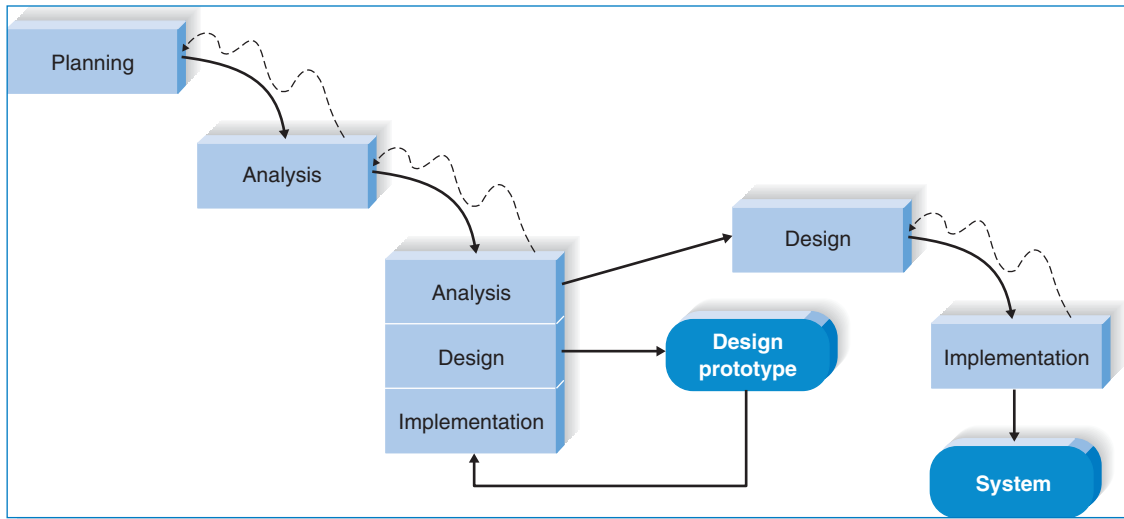 Planning
Analysis
Analysis
Design
Implementation
Design
prototype
Design
Implementation
System